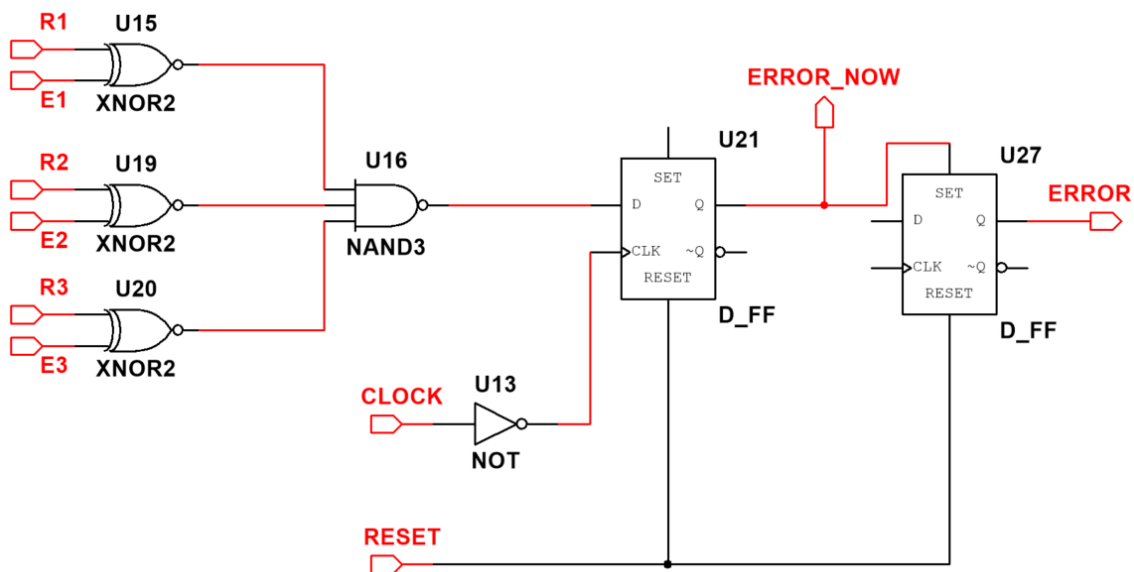 R1
U15
E1
XNOR2
R2
U19
E2
XNOR2
R3
U20
E3
XNOR2
U16
NAND3
CLOCK
U13
NOT
RESET
U21
SET
D
Q
CLK
~Q
RESET
D_FF
ERROR_NOW
U27
SET
D
Q
CLK
~Q
RESET
D_FF
ERROR